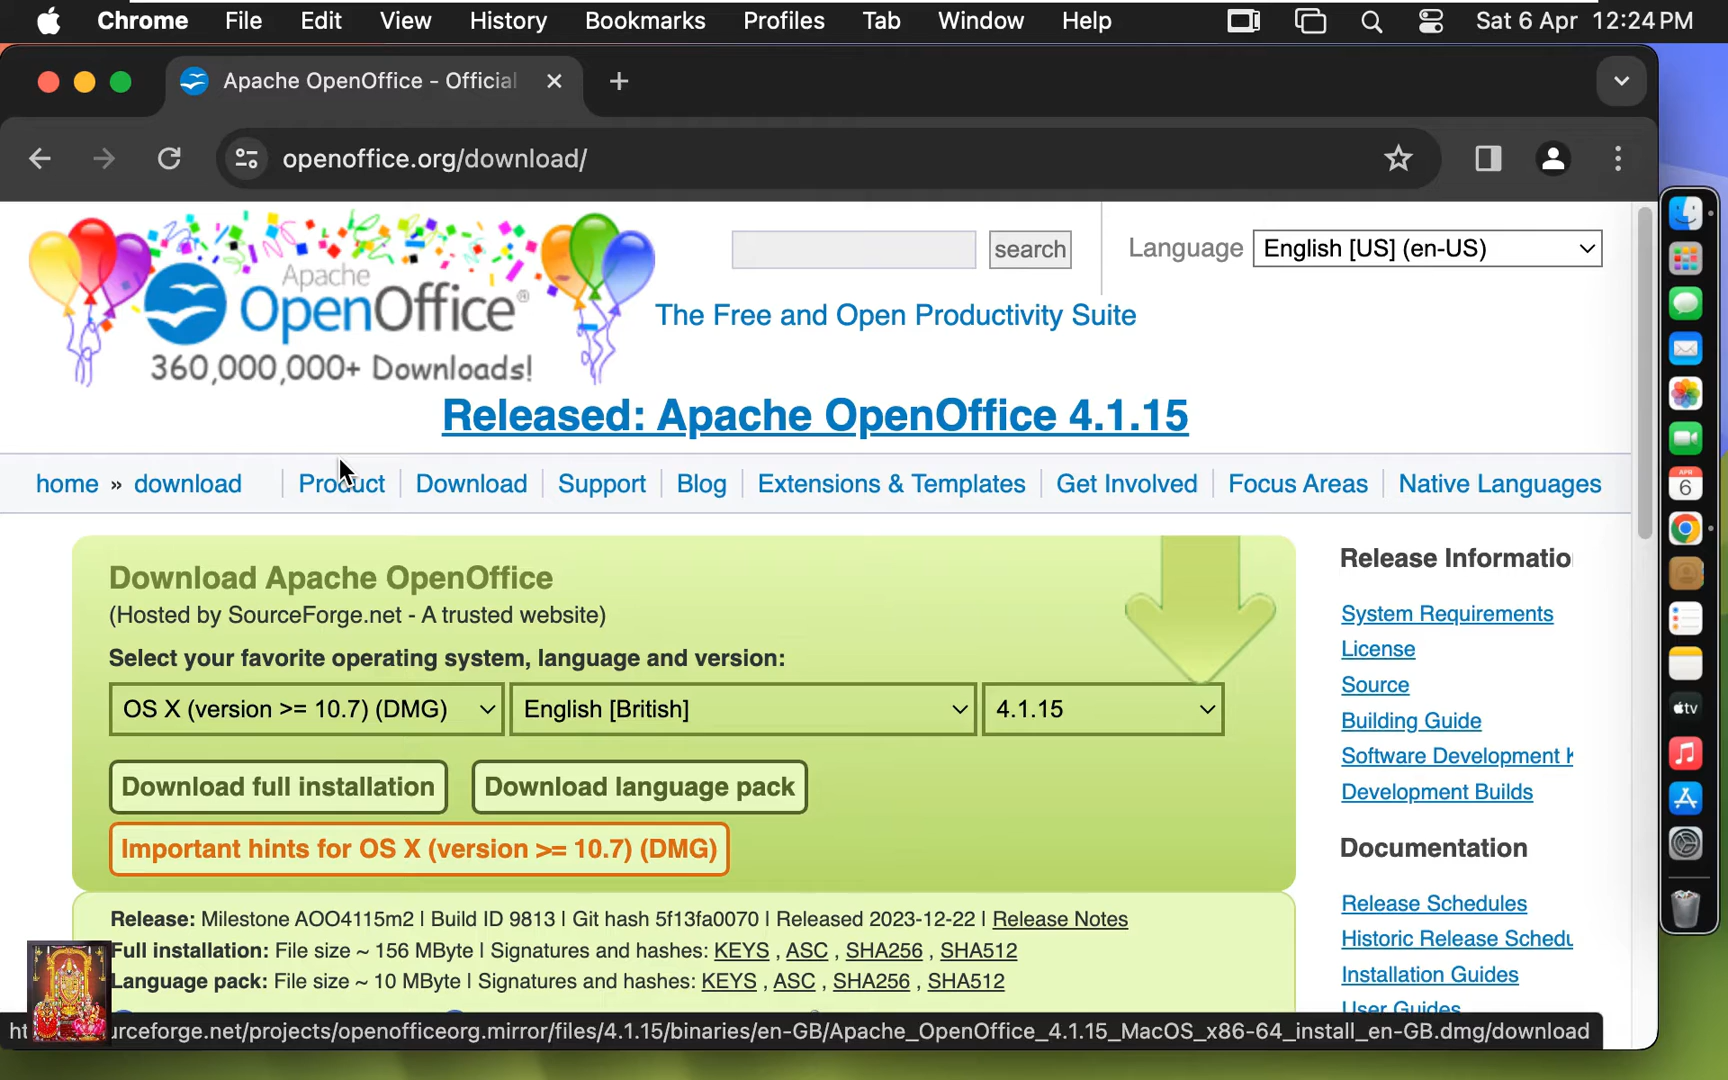 Chrome File Edit View History Bookmarks Profiles Tab Window Help Sat 6 Apr 12:24 PM
Apache OpenOffice - Official
openoffice.org/download/
Apache
OpenOffice®
360,000,000+ Downloads!
search
Language English [US] (en-US)
The Free and Open Productivity Suite
Released: Apache OpenOffice 4.1.15
home » download Product Download Support Blog Extensions & Templates Get Involved Focus Areas Native Languages
Download Apache OpenOffice
(Hosted by SourceForge.net - A trusted website)
Select your favorite operating system, language and version:
OS X (version >= 10.7) (DMG) English [British] 4.1.15
Download full installation Download language pack
Important hints for OS X (version >= 10.7) (DMG)
Release: Milestone AOO4115m2 | Build ID 9813 | Git hash 5f13fa0070 | Released 2023-12-22 | Release Notes
Full installation: File size ~ 156 MByte | Signatures and hashes: KEYS , ASC , SHA256 , SHA512
Language pack: File size ~ 10 MByte | Signatures and hashes: KEYS , ASC , SHA256 , SHA512
Release Informatio
System Requirements
License
Source
Building Guide
Software Development K
Development Builds
Documentation
Release Schedules
Historic Release Schedu
Installation Guides
User Guides
APR
6
tv
ht urceforge.net/projects/openofficeorg.mirror/files/4.1.15/binaries/en-GB/Apache_OpenOffice_4.1.15_MacOS_x86-64_install_en-GB.dmg/download